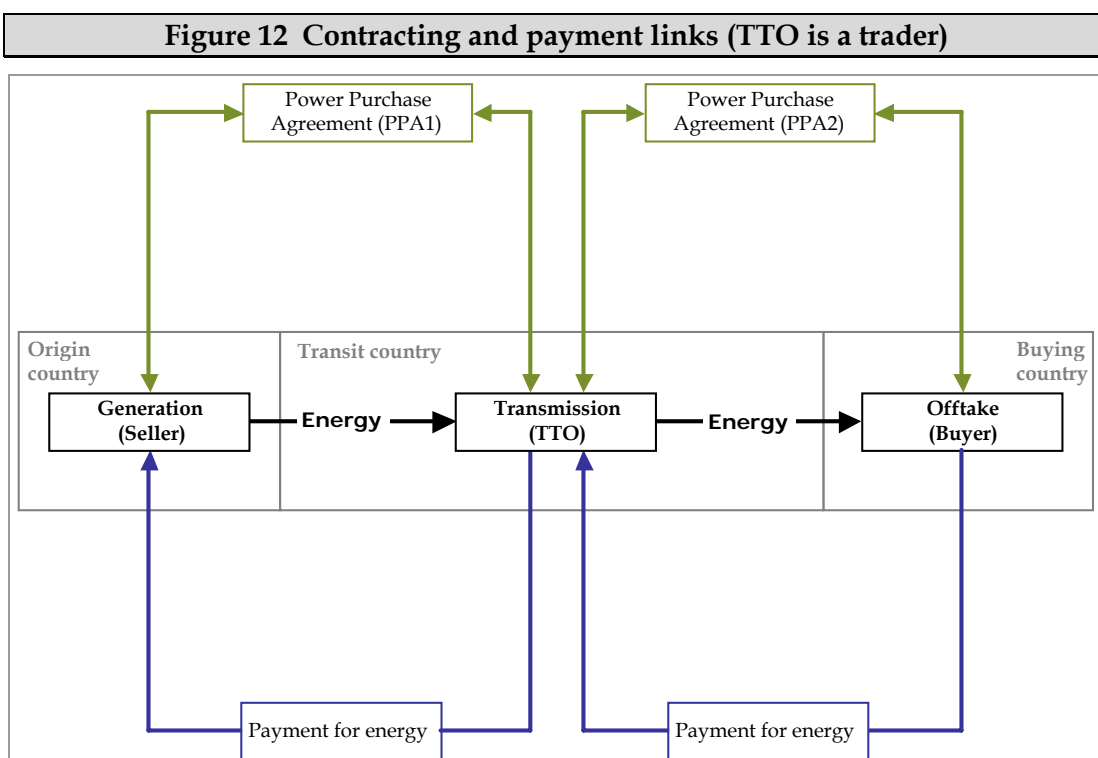 Figure 12 Contracting and payment links (TTO is a trader)
Power Purchase
Agreement (PPA1)
Power Purchase
Agreement (PPA2)
Origin
country
Transit country
Buying
country
Generation
(Seller)
Energy
Transmission
(TTO)
Energy
Offtake
(Buyer)
Payment for energy
Payment for energy